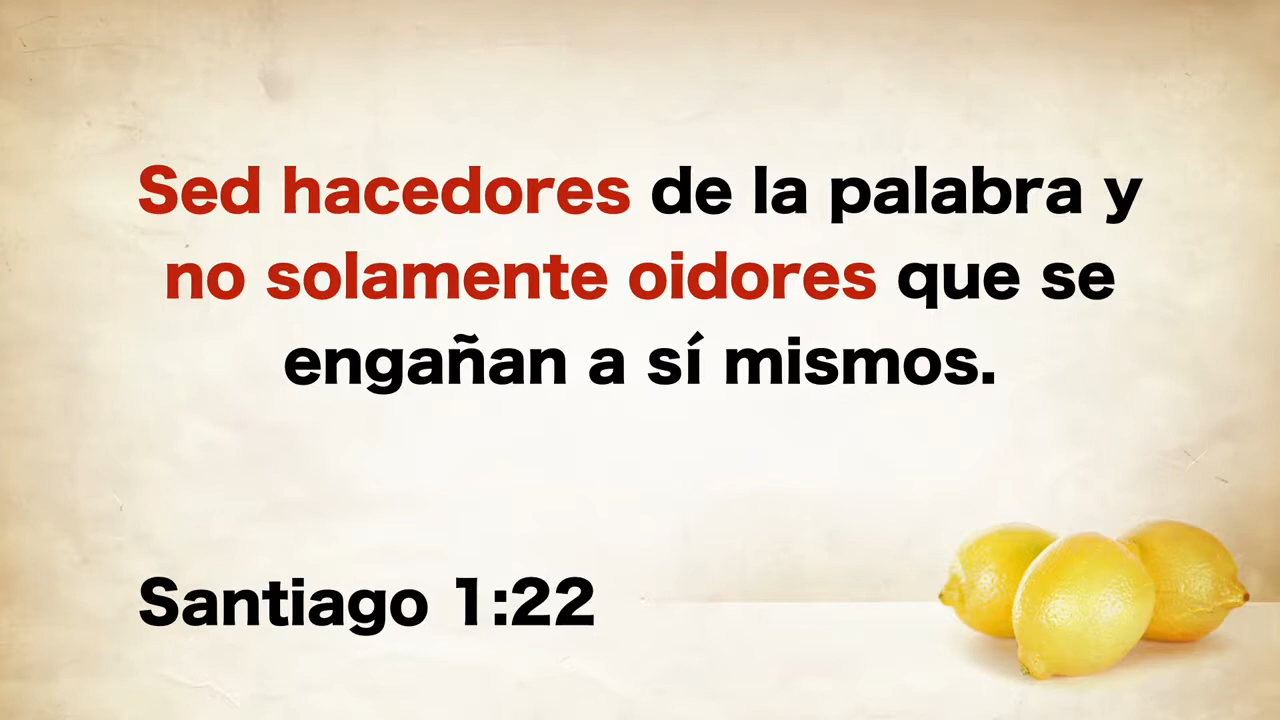 Sed hacedores de la palabra y
no solamente oidores que se
engañan a sí mismos.
Santiago 1:22